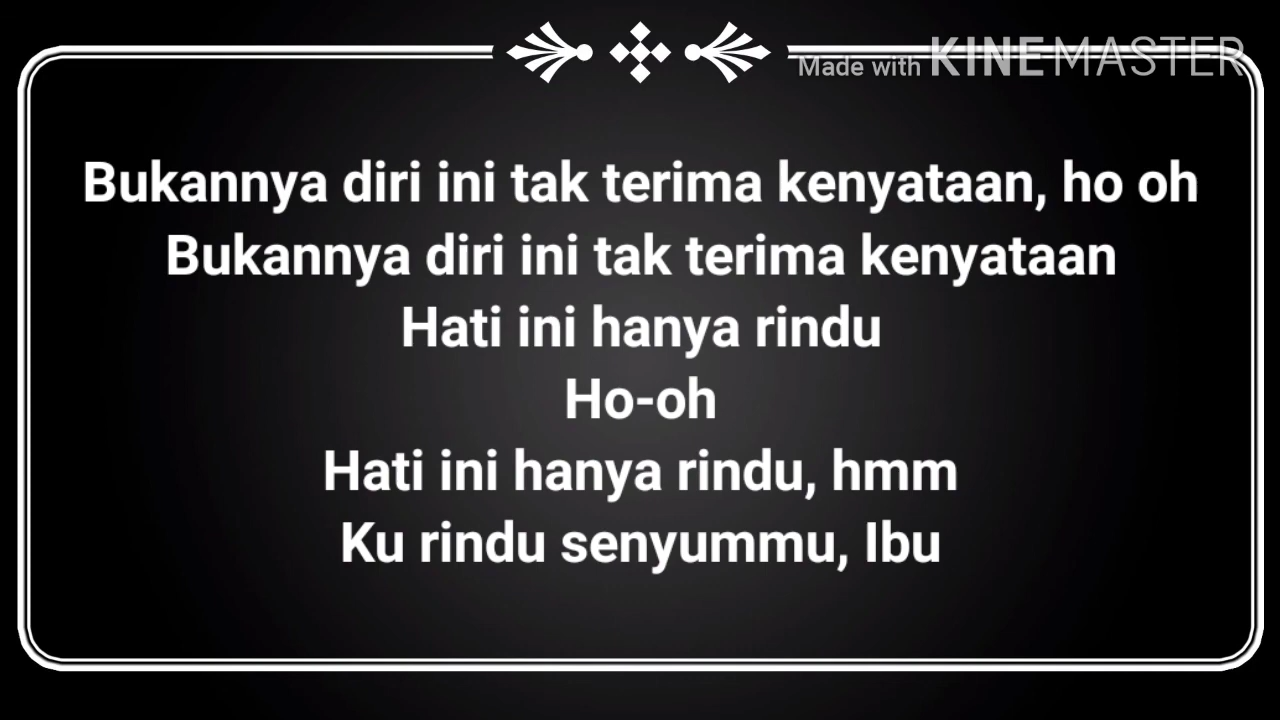 Made with KINEMASTER
Bukannya diri ini tak terima kenyataan, ho oh
Bukannya diri ini tak terima kenyataan
Hati ini hanya rindu
Ho-oh
Hati ini hanya rindu, hmm
Ku rindu senyummu, Ibu